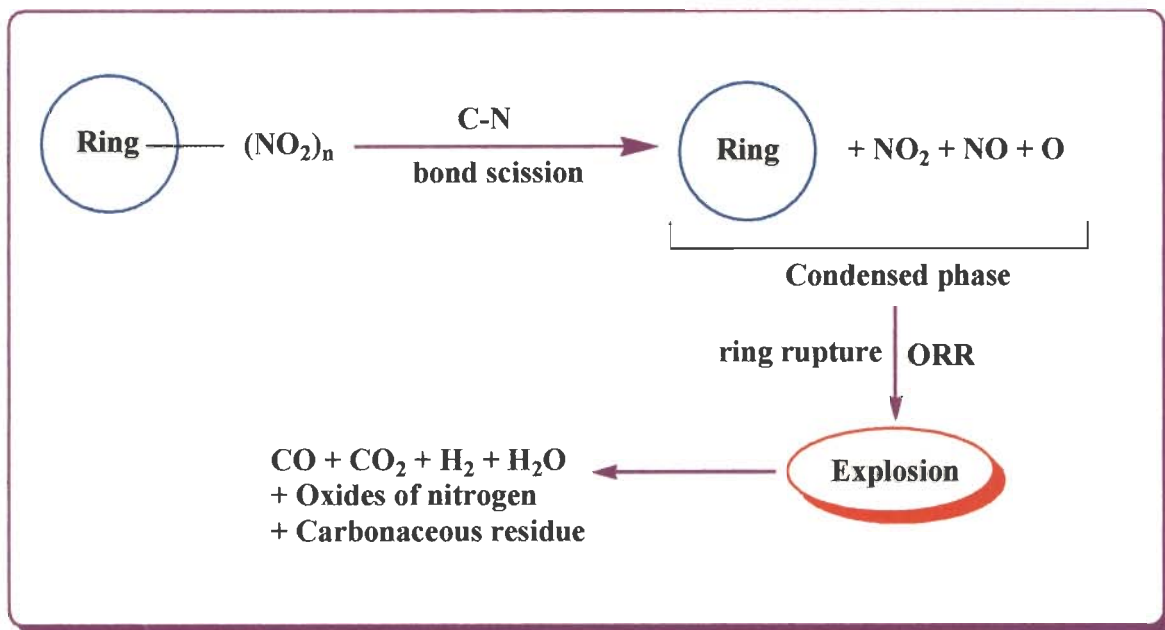 Ring (NO₂)ₙ
C-N
bond scission
Ring + NO₂ + NO + O
Condensed phase
ring rupture ORR
Explosion
CO + CO₂ + H₂ + H₂O
+ Oxides of nitrogen
+ Carbonaceous residue